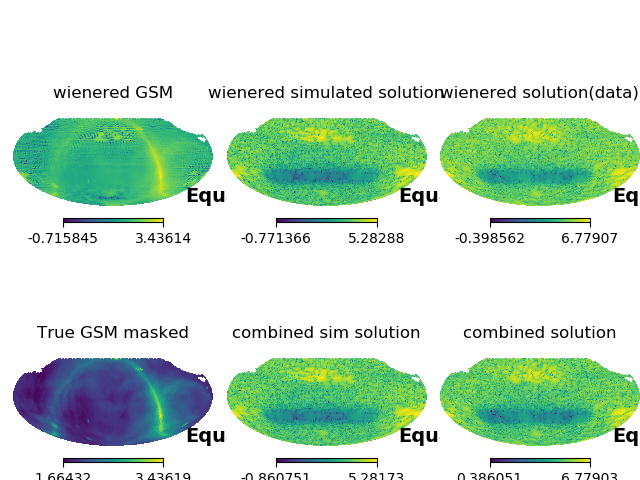 wienered GSM
wienered simulated solution
wienered solution(data)
Equ
Equ
Eq
-0.715845 3.43614
-0.771366 5.28288
-0.398562 6.77907
True GSM masked
combined sim solution
combined solution
Equ
Equ
Eq
1.66432 3.43619
-0.860751 5.28173
0.386051 6.77903